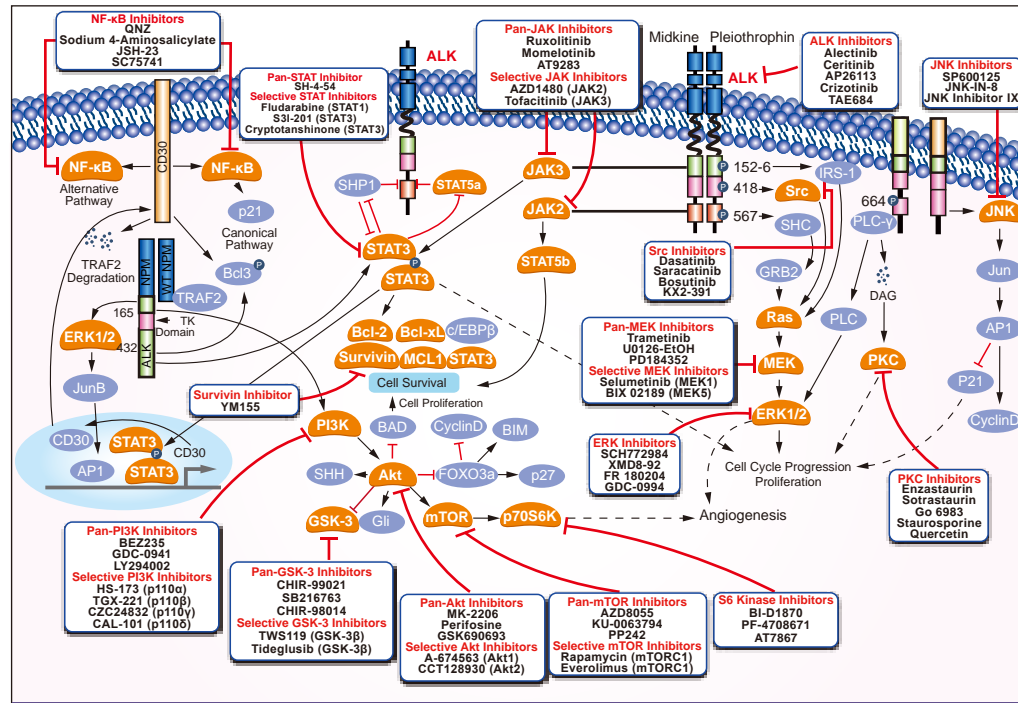 NF-κB Inhibitors
QNZ
Sodium 4-Aminosalicylate
JSH-23
SC75741
Pan-STAT Inhibitor
SH-4-54
Selective STAT Inhibitors
Fludarabine (STAT1)
S3I-201 (STAT3)
Cryptotanshinone (STAT3)
ALK
Pan-JAK Inhibitors
Ruxolitinib
Momelotinib
AT9283
Selective JAK Inhibitors
AZD1480 (JAK2)
Tofacitinib (JAK3)
Midkine
Pleiothrophin
ALK
ALK Inhibitors
Alectinib
Ceritinib
AP26113
Crizotinib
TAE684
JNK Inhibitors
SP600125
JNK-IN-8
JNK Inhibitor IX
CD30
NF-κB
NF-κB
Alternative
Pathway
p21
Canonical
Pathway
TRAF2
Degradation
NPM
WT NPM
TRAF2
Bcl3
P
165
TK
Domain
432
ALK
ERK1/2
JunB
CD30
CD30
AP1
STAT3
P
STAT3
SHP1
STAT5a
STAT3
P
STAT3
JAK3
JAK2
STAT5b
P
152-6
P
418
P
567
IRS-1
Src
SHC
664
P
PLC-γ
JNK
Src Inhibitors
Dasatinib
Saracatinib
Bosutinib
KX2-391
GRB2
Ras
DAG
PLC
PKC
Jun
AP1
P21
CyclinD
Bcl-2
Bcl-xL
c/EBPβ
Survivin
MCL1
STAT3
Cell Survival
Cell Proliferation
Survivin Inhibitor
YM155
Pan-MEK Inhibitors
Trametinib
U0126-EtOH
PD184352
Selective MEK Inhibitors
Selumetinib (MEK1)
BIX 02189 (MEK5)
MEK
ERK1/2
ERK Inhibitors
SCH772984
XMD8-92
FR 180204
GDC-0994
Cell Cycle Progression
Proliferation
PI3K
BAD
CyclinD
BIM
SHH
Akt
FOXO3a
p27
GSK-3
Gli
mTOR
p70S6K
Angiogenesis
PKC Inhibitors
Enzastaurin
Sotrastaurin
Go 6983
Staurosporine
Quercetin
Pan-PI3K Inhibitors
BEZ235
GDC-0941
LY294002
Selective PI3K Inhibitors
HS-173 (p110α)
TGX-221 (p110β)
CZC24832 (p110γ)
CAL-101 (p110δ)
Pan-GSK-3 Inhibitors
CHIR-99021
SB216763
CHIR-98014
Selective GSK-3 Inhibitors
TWS119 (GSK-3β)
Tideglusib (GSK-3β)
Pan-Akt Inhibitors
MK-2206
Perifosine
GSK690693
Selective Akt Inhibitors
A-674563 (Akt1)
CCT128930 (Akt2)
Pan-mTOR Inhibitors
AZD8055
KU-0063794
PP242
Selective mTOR Inhibitors
Rapamycin (mTORC1)
Everolimus (mTORC1)
S6 Kinase Inhibitors
BI-D1870
PF-4708671
AT7867